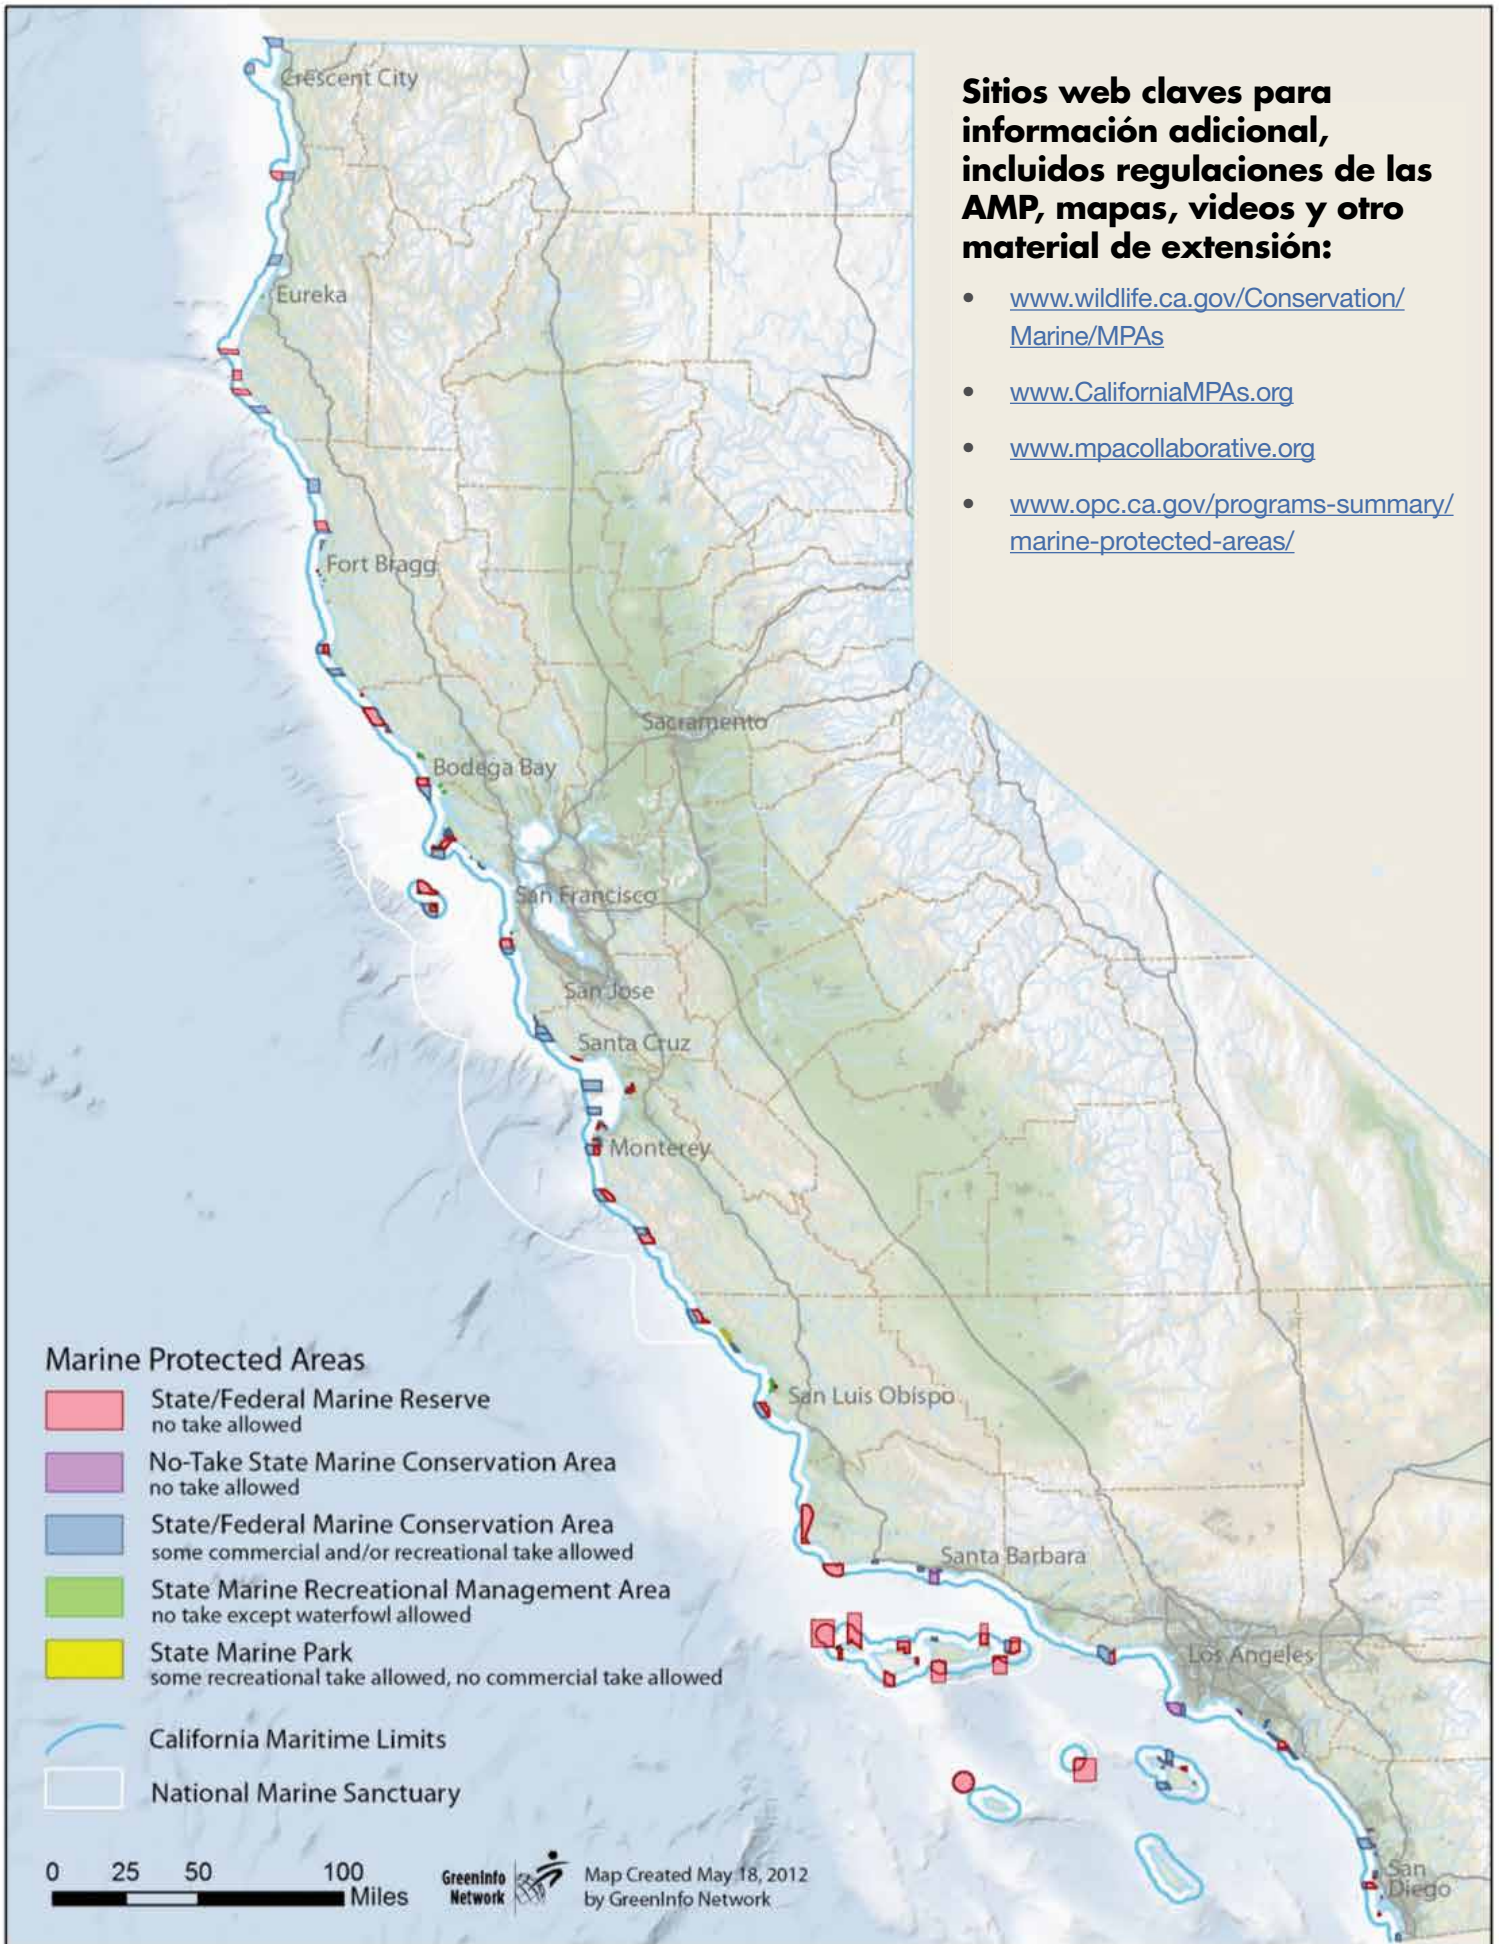 Sitios web claves para
información adicional,
incluidos regulaciones de las
AMP, mapas, videos y otro
material de extensión:
• www.wildlife.ca.gov/Conservation/
Marine/MPAs
• www.CaliforniaMPAs.org
• www.mpacollaborative.org
• www.opc.ca.gov/programs-summary/
marine-protected-areas/
Crescent City
Eureka
Fort Bragg
Sacramento
Bodega Bay
San Francisco
San Jose
Santa Cruz
Monterey
San Luis Obispo
Santa Barbara
Los Angeles
San
Diego
Marine Protected Areas
State/Federal Marine Reserve
no take allowed
No-Take State Marine Conservation Area
no take allowed
State/Federal Marine Conservation Area
some commercial and/or recreational take allowed
State Marine Recreational Management Area
no take except waterfowl allowed
State Marine Park
some recreational take allowed, no commercial take allowed
California Maritime Limits
National Marine Sanctuary
0 25 50 100
Miles
GreenInfo
Network
Map Created May 18, 2012
by GreenInfo Network